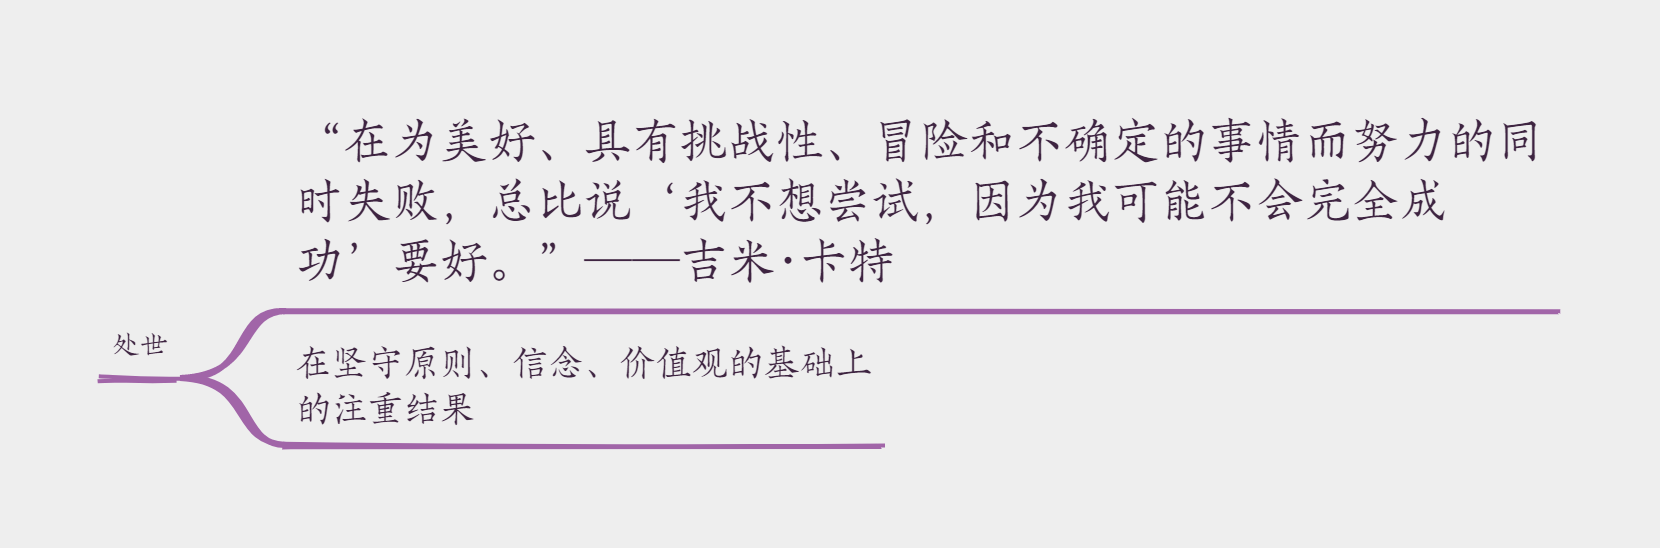 “在为美好、具有挑战性、冒险和不确定的事情而努力的同
时失败，总比说‘我不想尝试，因为我可能不会完全成
功’要好。”——吉米·卡特
处世
在坚守原则、信念、价值观的基础上
的注重结果